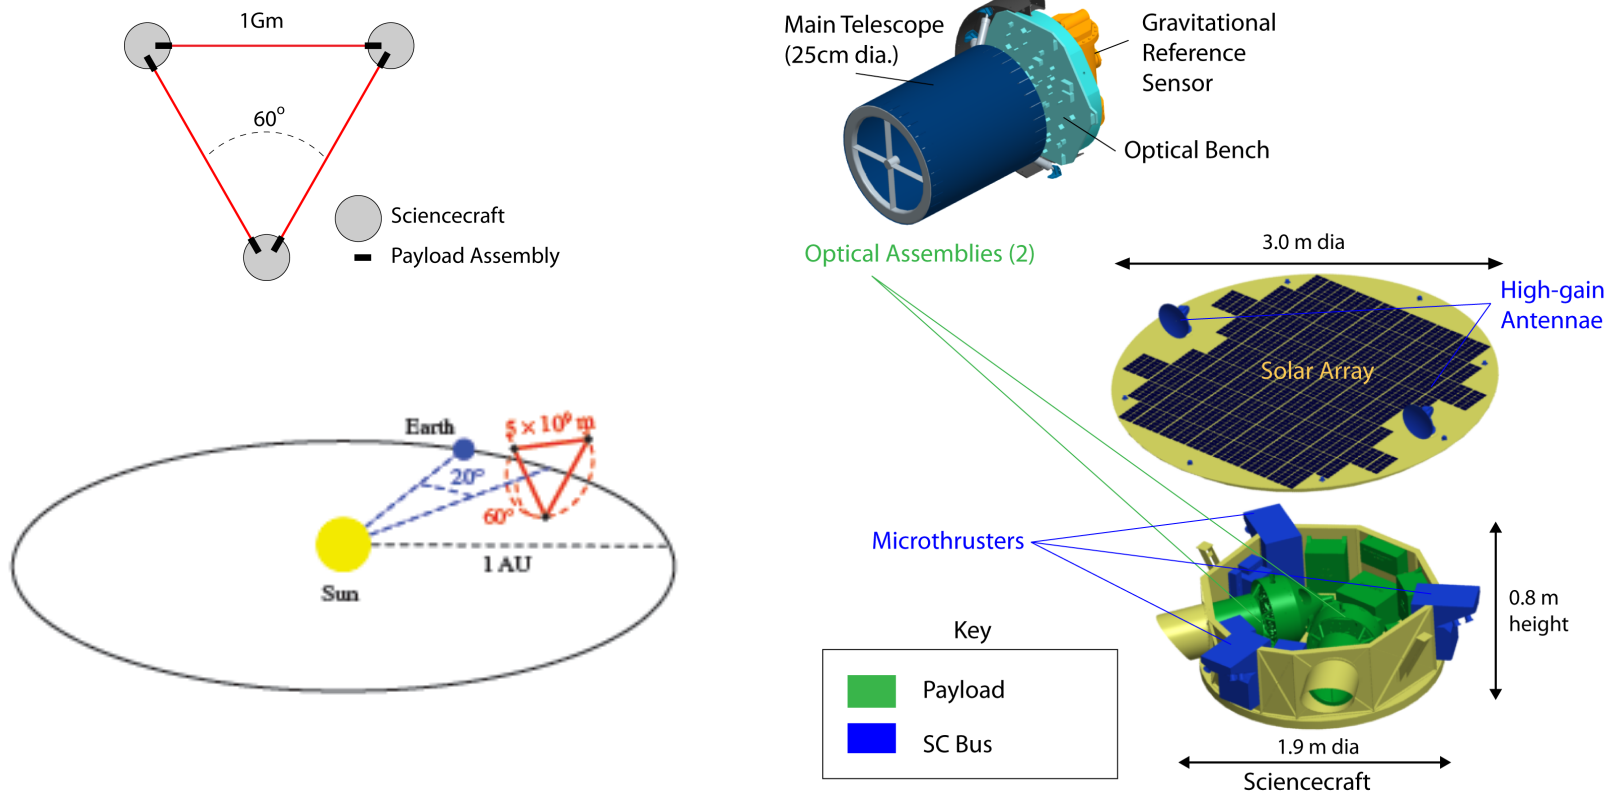 1Gm
60°
Sciencecraft
Payload Assembly
Main Telescope
(25cm dia.)
Gravitational
Reference
Sensor
Optical Bench
Optical Assemblies (2)
3.0 m dia
High-gain
Antennae
Solar Array
Earth
5 × 10⁹ m
20°
60°
1 AU
Sun
Microthrusters
0.8 m
height
Key
Payload
SC Bus
1.9 m dia
Sciencecraft